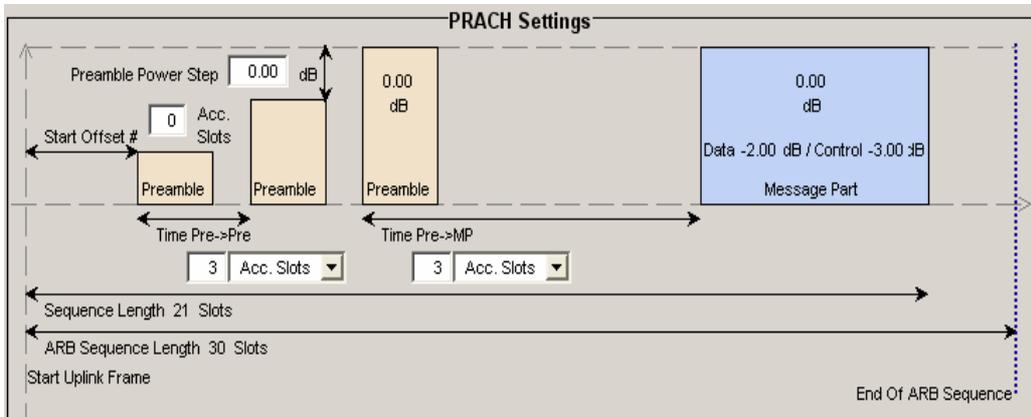 PRACH Settings
Preamble Power Step 0.00 dB
0 Acc. Slots
Start Offset #
0.00
dB
0.00
dB
Data -2.00 dB / Control -3.00 dB
Preamble
Preamble
Preamble
Message Part
Time Pre->Pre
Time Pre->MP
3 Acc. Slots
3 Acc. Slots
Sequence Length 21 Slots
ARB Sequence Length 30 Slots
Start Uplink Frame
End Of ARB Sequence